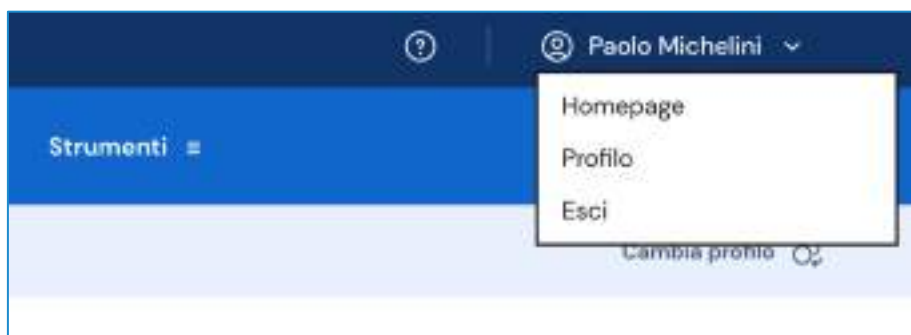 Paolo Michelini
Homepage
Strumenti
Profilo
Esci
Cambia profilo